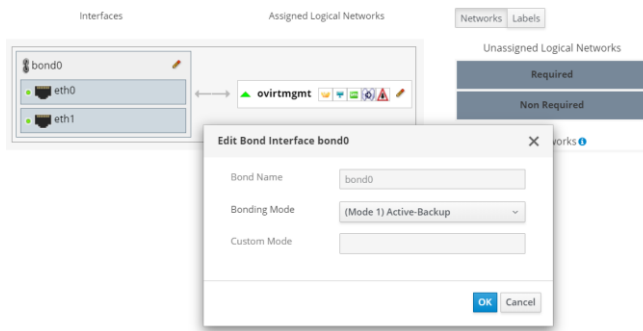 Interfaces
Assigned Logical Networks
Networks
Labels
Unassigned Logical Networks
bond0
eth0
eth1
ovirtmgmt
Required
Non Required
works
Edit Bond Interface bond0
Bond Name
bond0
Bonding Mode
(Mode 1) Active-Backup
Custom Mode
OK
Cancel